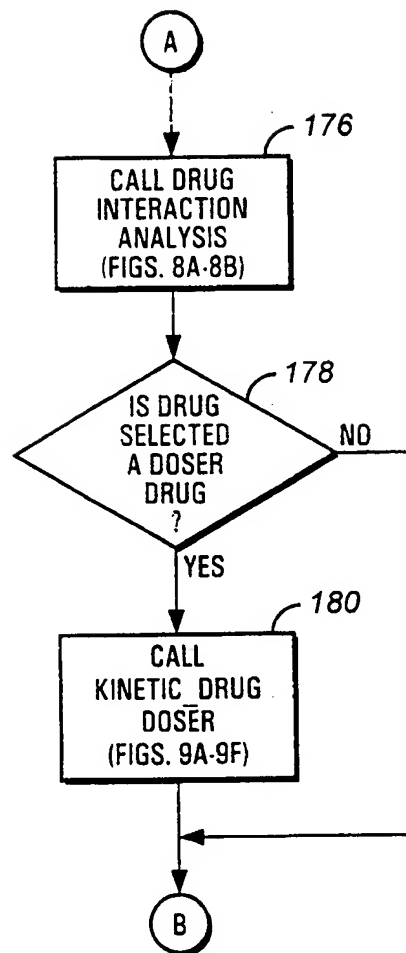 A
176
CALL DRUG
INTERACTION
ANALYSIS
(FIGS. 8A-8B)
178
IS DRUG
SELECTED
A DOSER
DRUG
?
NO
YES
180
CALL
KINETIC_DRUG
DOSER
(FIGS. 9A-9F)
B